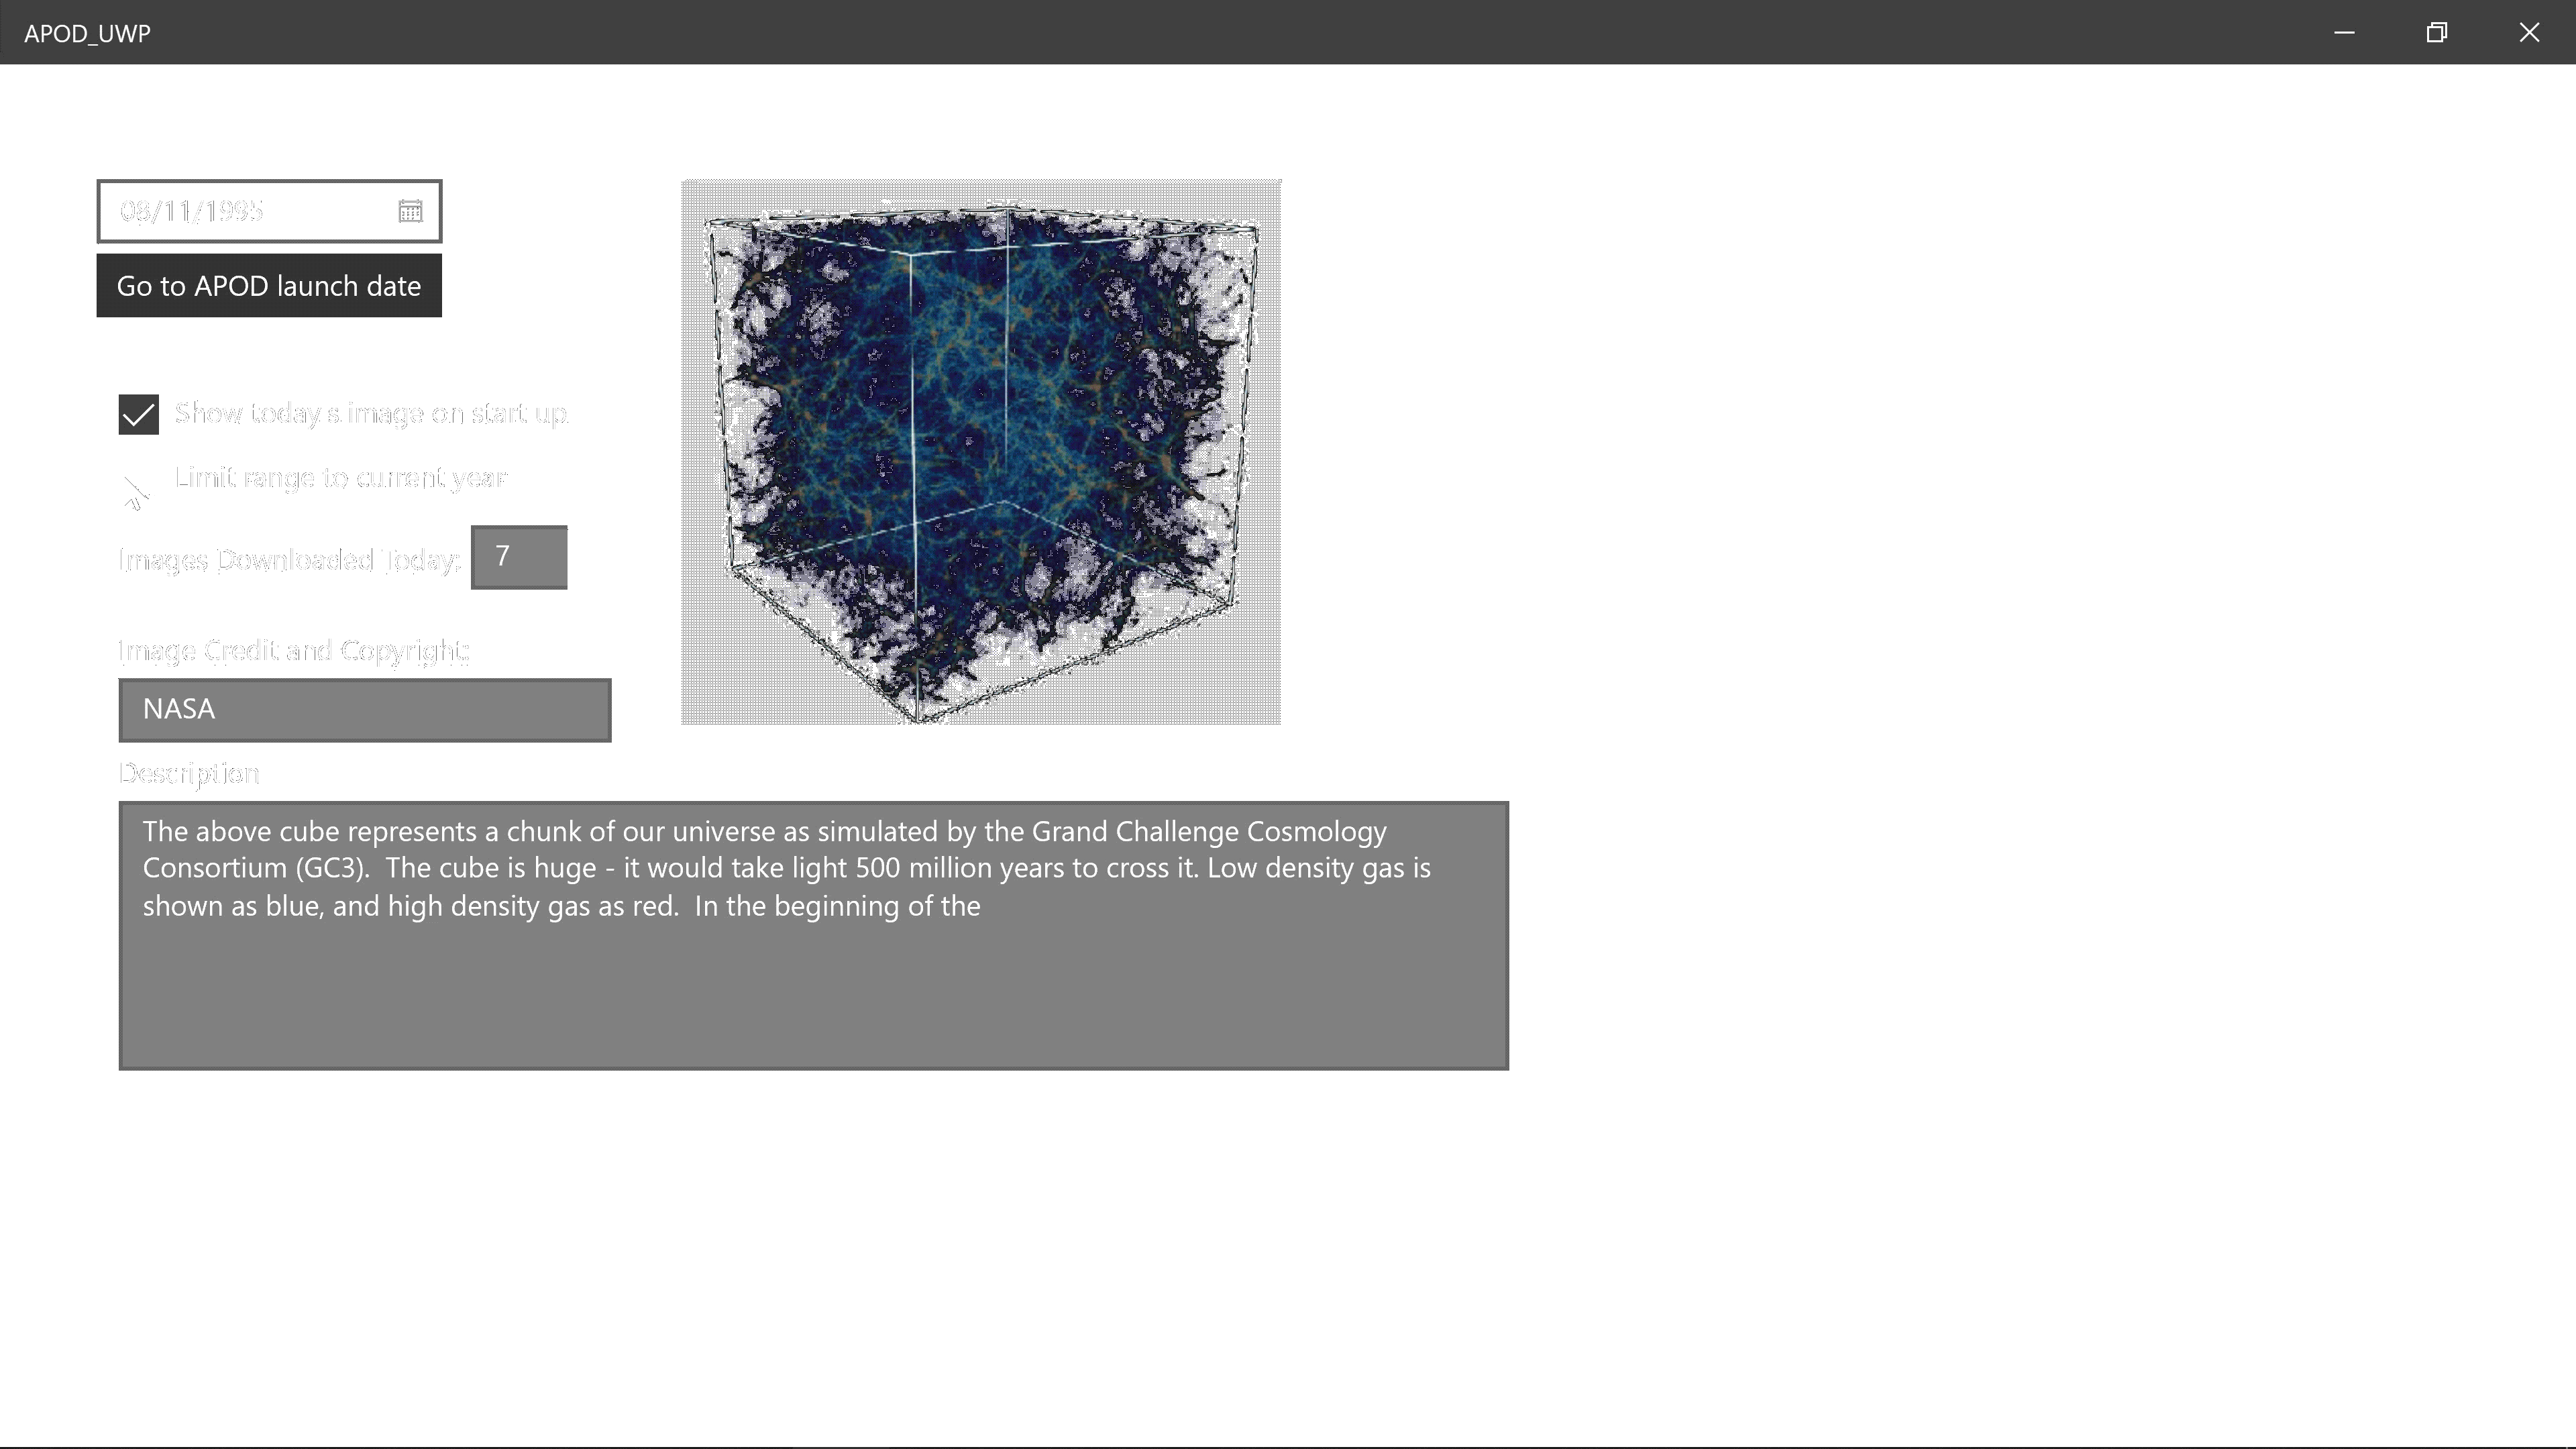 APOD_UWP
08/11/1995
Go to APOD launch date
Show today's image on start up
Limit range to current year
Images Downloaded Today: 7
Image Credit and Copyright:
NASA
Description
The above cube represents a chunk of our universe as simulated by the Grand Challenge Cosmology
Consortium (GC3).  The cube is huge - it would take light 500 million years to cross it. Low density gas is
shown as blue, and high density gas as red.  In the beginning of the